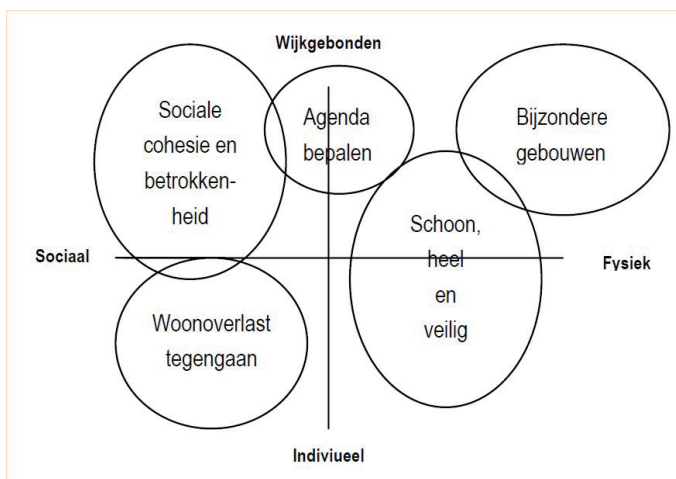 Wijkgebonden
Sociale
cohesie en
betrokken-
heid
Agenda
bepalen
Bijzondere
gebouwen
Schoon,
heel
en
veilig
Sociaal
Fysiek
Woonoverlast
tegengaan
Indiviueel